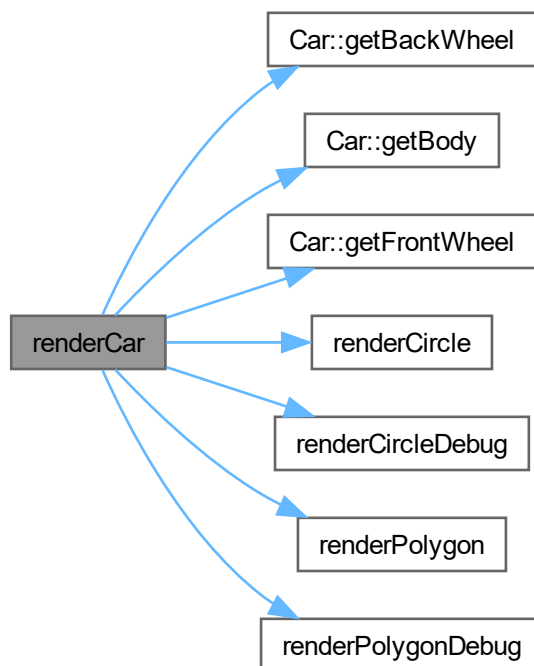 Car::getBackWheel
Car::getBody
Car::getFrontWheel
renderCar
renderCircle
renderCircleDebug
renderPolygon
renderPolygonDebug